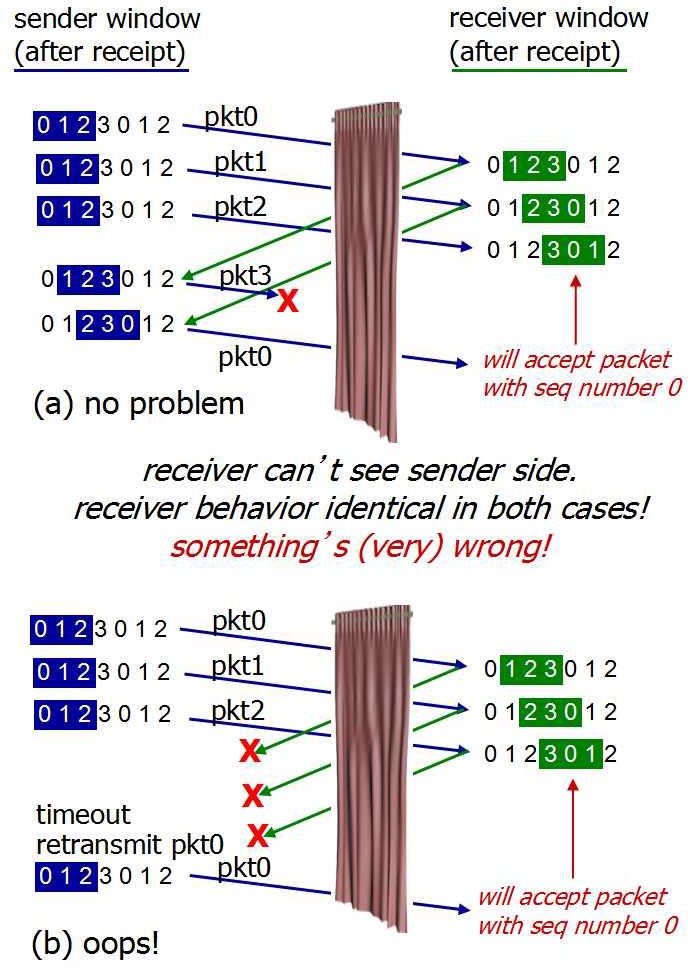 sender window
(after receipt)
receiver window
(after receipt)
0 1 2 3 0 1 2
pkt0
0 1 2 3 0 1 2
pkt1
0 1 2 3 0 1 2
0 1 2 3 0 1 2
pkt2
0 1 2 3 0 1 2
0 1 2 3 0 1 2
0 1 2 3 0 1 2
pkt3
X
0 1 2 3 0 1 2
pkt0
will accept packet
with seq number 0
(a) no problem
receiver can’t see sender side.
receiver behavior identical in both cases!
something’s (very) wrong!
0 1 2 3 0 1 2
pkt0
0 1 2 3 0 1 2
pkt1
0 1 2 3 0 1 2
0 1 2 3 0 1 2
pkt2
0 1 2 3 0 1 2
X
0 1 2 3 0 1 2
X
timeout
retransmit pkt0
X
0 1 2 3 0 1 2
pkt0
will accept packet
with seq number 0
(b) oops!